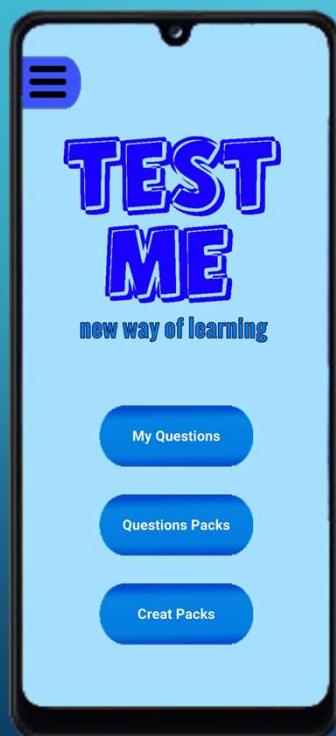 TEST
ME
new way of learning
My Questions
Questions Packs
Creat Packs